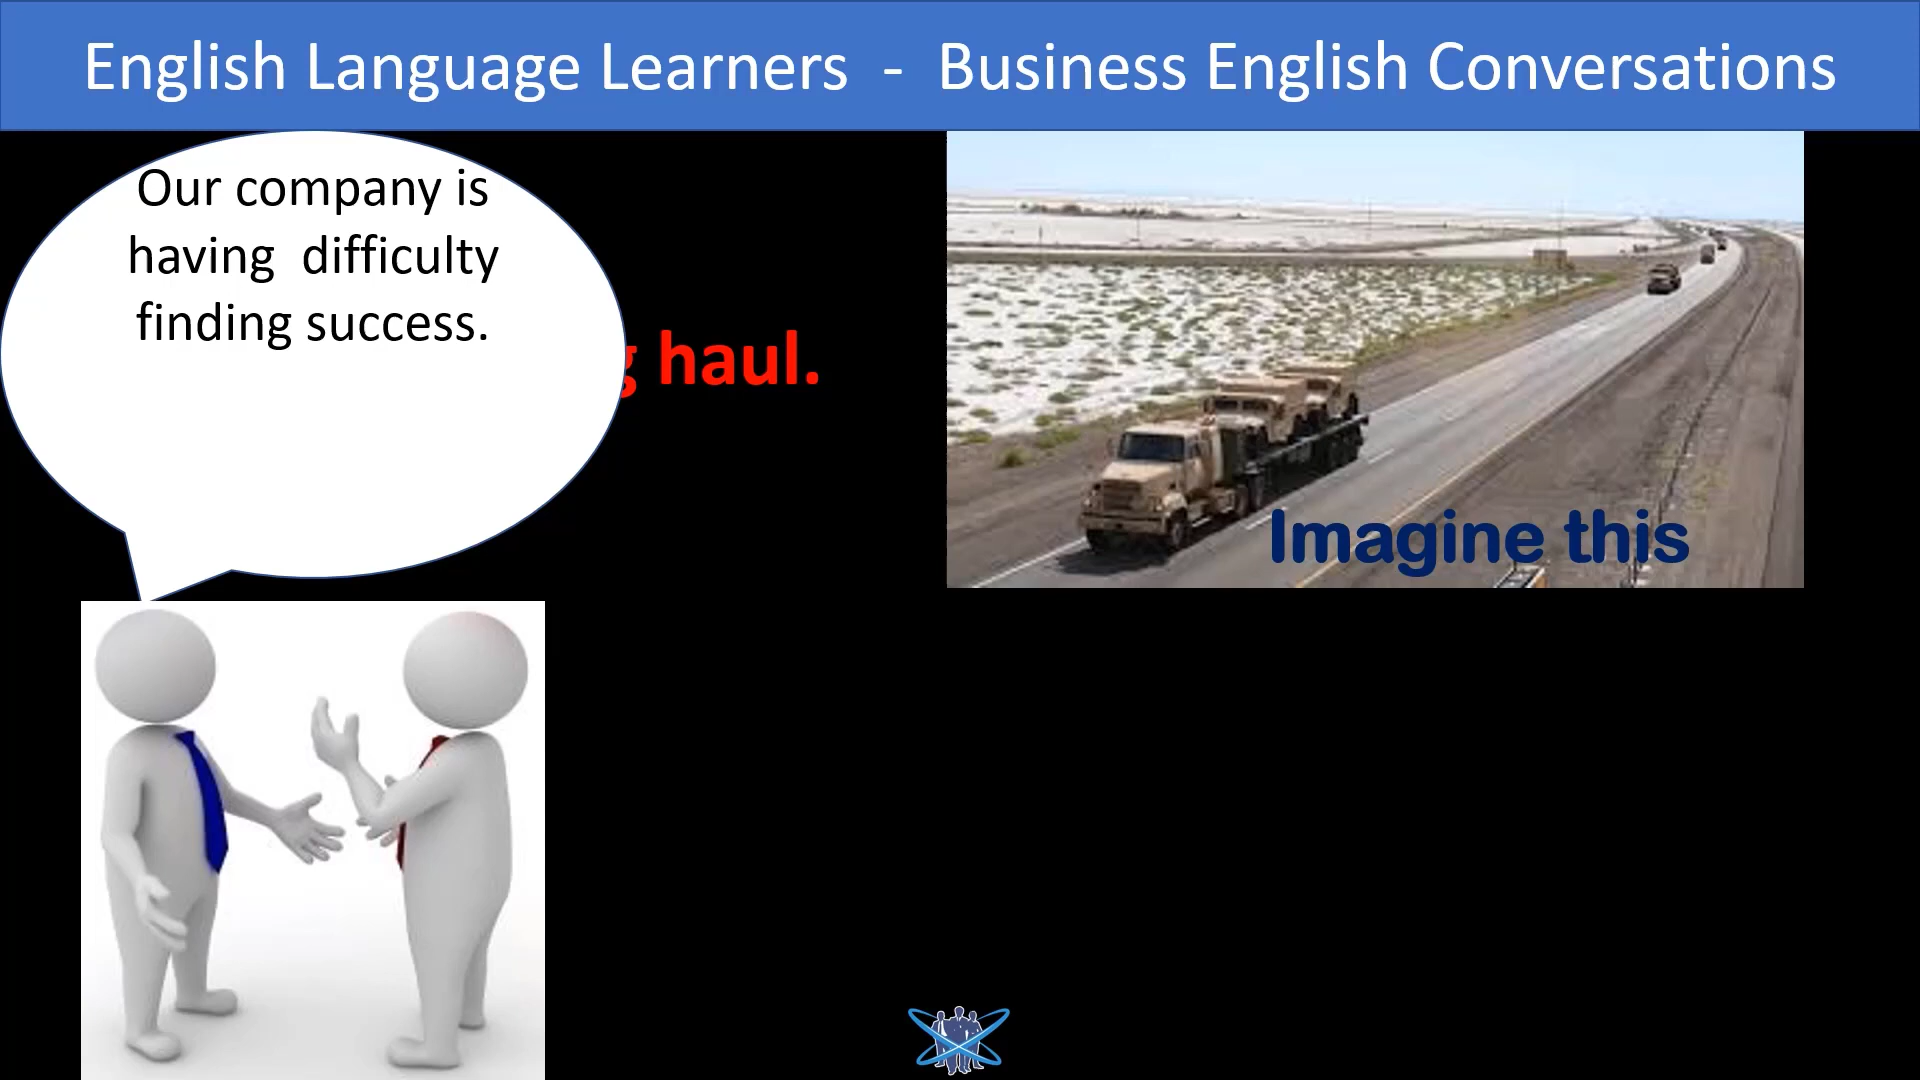 English Language Learners - Business English Conversations
Our company is
having difficulty
finding success.
haul.
Imagine this